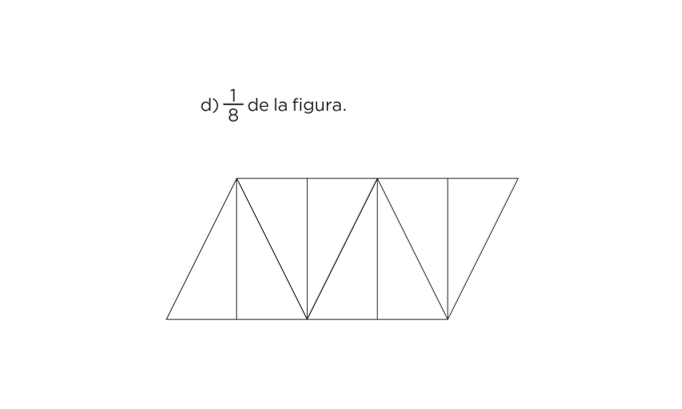 d) 1/8 de la figura.